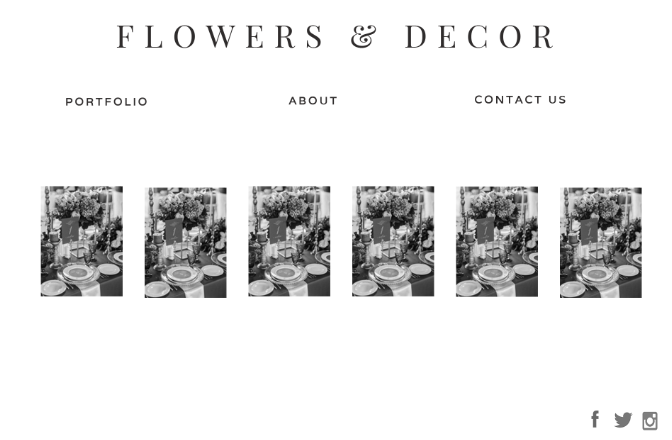 FLOWERS & DECOR
PORTFOLIO ABOUT CONTACT US